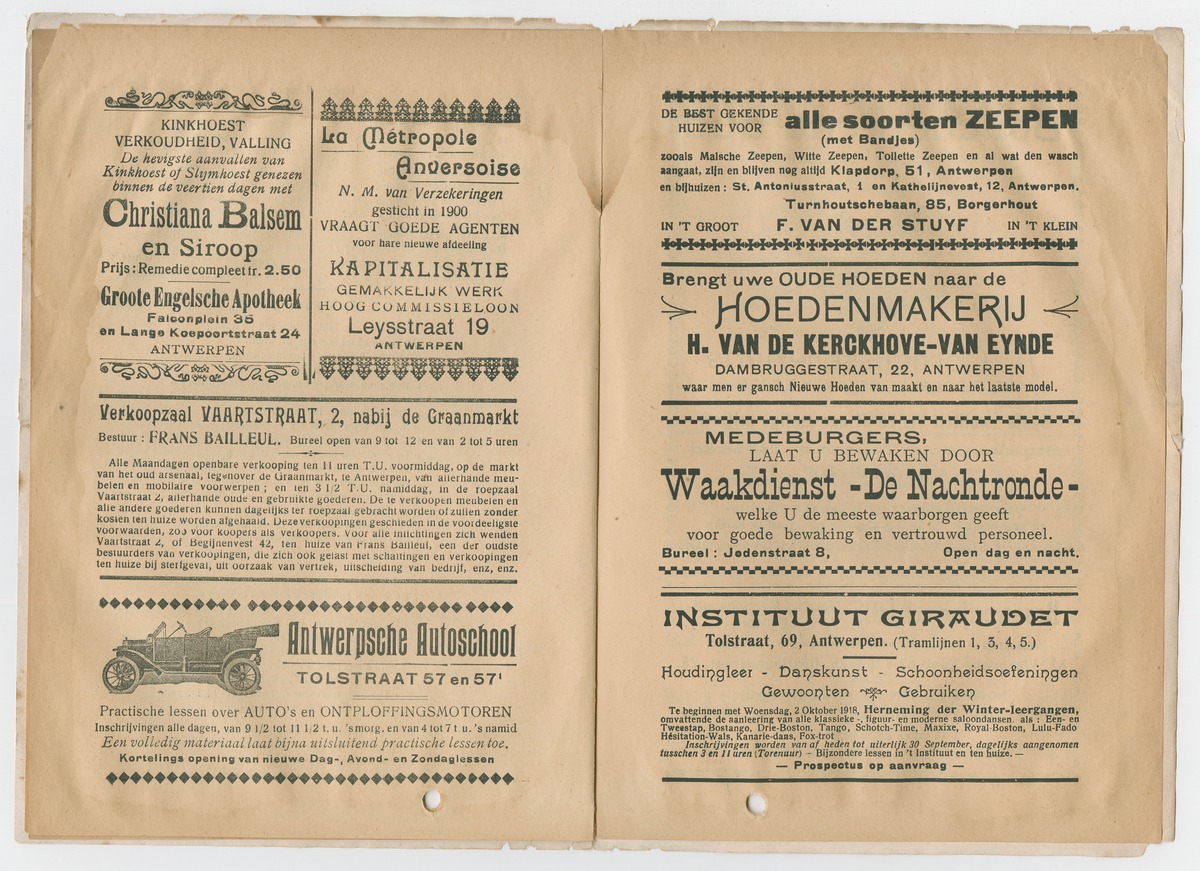 KINKHOEST
VERKOUDHEID, VALLING
De hevigste aanvallen van
Kinkhoest of Slymhoest genezen
binnen de veertien dagen met
Christiana Balsem
en Siroop
Prijs : Remedie compleet fr. 2.50
Groote Engelsche Apotheek
Falconplein 35
en Lange Koepoortstraat 24
ANTWERPEN
La Métropole
Anversoise
N. M. van Verzekeringen
gesticht in 1900
VRAAGT GOEDE AGENTEN
voor hare nieuwe afdeeling
KAPITALISATIE
GEMAKKELIJK WERK
HOOG COMMISSIELOON
Leysstraat 19
ANTWERPEN
Verkoopzaal VAARTSTRAAT, 2, nabij de Graanmarkt
Bestuur : FRANS BAILLEUL. Bureel open van 9 tot 12 en van 2 tot 5 uren
Alle Maandagen openbare verkooping ten 11 uren T.U. voormiddag, op de markt
van het oud arsenaal, tegenover de Graanmarkt, te Antwerpen, van allerhande meu-
belen en mobilaire voorwerpen ; en ten 3 1/2 T.U. namiddag, in de roepzaal
Vaartstraat 2, allerhande oude en gebruikte goederen. De te verkoopen meubelen en
alle andere goederen kunnen dagelijks ter roepzaal gebracht worden of zullen zonder
kosten ten huize worden afgehaald. Deze verkoopingen geschieden in de voordeeligste
voorwaarden, zoo voor koopers als verkoopers. Voor alle inlichtingen zich wenden
Vaartstraat 2, of Begijnenvest 42, ten huize van Frans Bailleul, een der oudste
bestuurders van verkoopingen, die zich ook gelast met schattingen en verkoopingen
ten huize bij sterfgeval, uit oorzaak van vertrek, uitscheiding van bedrijf, enz, enz.
Antwerpsche Autoschool
TOLSTRAAT 57 en 57¹
Practische lessen over AUTO's en ONTPLOFFINGSMOTOREN
Inschrijvingen alle dagen, van 9 1/2 tot 11 1/2 t. u. 's morg. en van 4 tot 7 t. u. 's namid
Een volledig materiaal laat bijna uitsluitend practische lessen toe.
Kortelings opening van nieuwe Dag-, Avond- en Zondaglessen
DE BEST GEKENDE
HUIZEN VOOR
alle soorten ZEEPEN
(met Bandjes)
zooals Malsche Zeepen, Witte Zeepen, Toilette Zeepen en al wat den wasch
aangaat, zijn en blijven nog altijd Klapdorp, 51, Antwerpen
en bijhuizen : St. Antoniusstraat, 1 en Kathelijnevest, 12, Antwerpen.
Turnhoutschebaan, 85, Borgerhout
IN 'T GROOT F. VAN DER STUYF IN 'T KLEIN
Brengt uwe OUDE HOEDEN naar de
HOEDENMAKERIJ
H. VAN DE KERCKHOVE-VAN EYNDE
DAMBRUGGESTRAAT, 22, ANTWERPEN
waar men er gansch Nieuwe Hoeden van maakt en naar het laatste model.
MEDEBURGERS,
LAAT U BEWAKEN DOOR
Waakdienst - De Nachtronde -
welke U de meeste waarborgen geeft
voor goede bewaking en vertrouwd personeel.
Bureel : Jodenstraat 8, Open dag en nacht.
INSTITUUT GIRAUDET
Tolstraat, 69, Antwerpen. (Tramlijnen 1, 3, 4, 5.)
Houdingleer - Danskunst - Schoonheidsoefeningen
Gewoonten Gebruiken
Te beginnen met Woensdag, 2 Oktober 1918, Herneming der Winter-leergangen,
omvattende de aanleering van alle klassieke -, figuur- en moderne salondansen. als : Een- en
Tweestap, Bostango, Drie-Boston, Tango, Schotch-Time, Maxixe, Royal-Boston, Lulu-Fado
Hésitation-Wals, Kanarie-dans, Fox-trot
Inschrijvingen worden van af heden tot uiterlijk 30 September, dagelijks aangenomen
tusschen 3 en 11 uren (Torenuur) – Bijzondere lessen in 't Instituut en ten huize. —
— Prospectus op aanvraag —